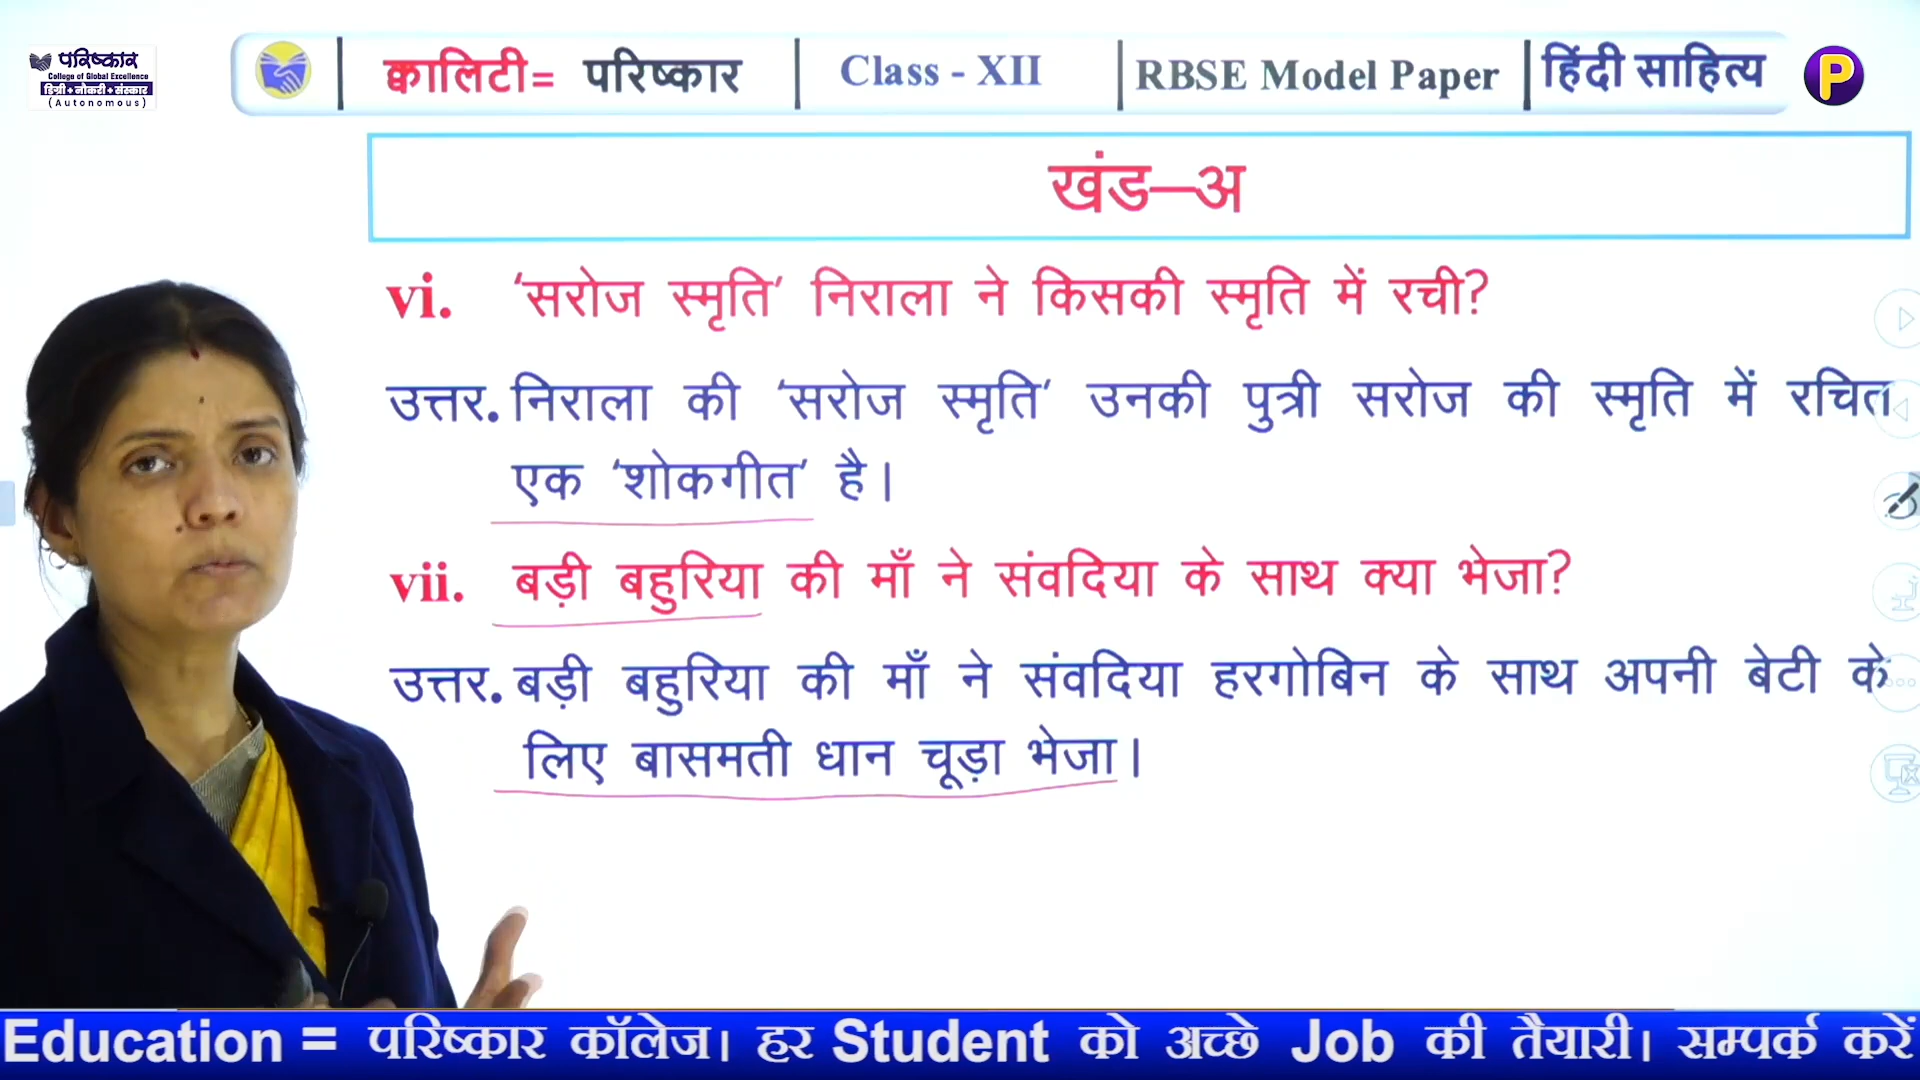 परिष्कार
College of Global Excellence
डिग्री + नौकरी + संस्कार
(Autonomous)
क्वालिटी = परिष्कार
Class - XII
RBSE Model Paper
हिंदी साहित्य
P
खंड—अ
vi. 'सरोज स्मृति' निराला ने किसकी स्मृति में रची?
उत्तर. निराला की 'सरोज स्मृति' उनकी पुत्री सरोज की स्मृति में रचित
एक 'शोकगीत' है।
vii. बड़ी बहुरिया की माँ ने संवदिया के साथ क्या भेजा?
उत्तर. बड़ी बहुरिया की माँ ने संवदिया हरगोबिन के साथ अपनी बेटी के
लिए बासमती धान चूड़ा भेजा।
Education = परिष्कार कॉलेज। हर Student को अच्छे Job की तैयारी। सम्पर्क करें